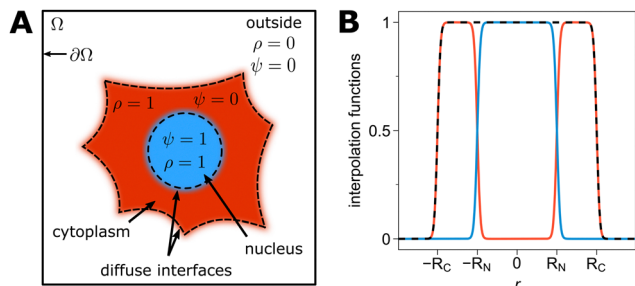 A
Ω
∂Ω
outside
ρ = 0
ψ = 0
ρ = 1
ψ = 0
ψ = 1
ρ = 1
cytoplasm
nucleus
diffuse interfaces
B
interpolation functions
1
0.5
0
−R_C
−R_N
0
R_N
R_C
r